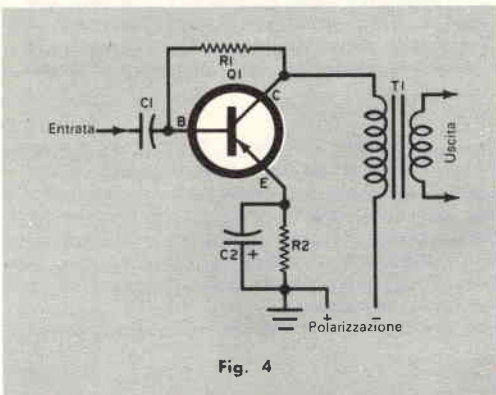 R1
Q1
C1
B
C
T1
Entrata
Uscita
E
C2
+
R2
+
−
Polarizzazione
Fig. 4